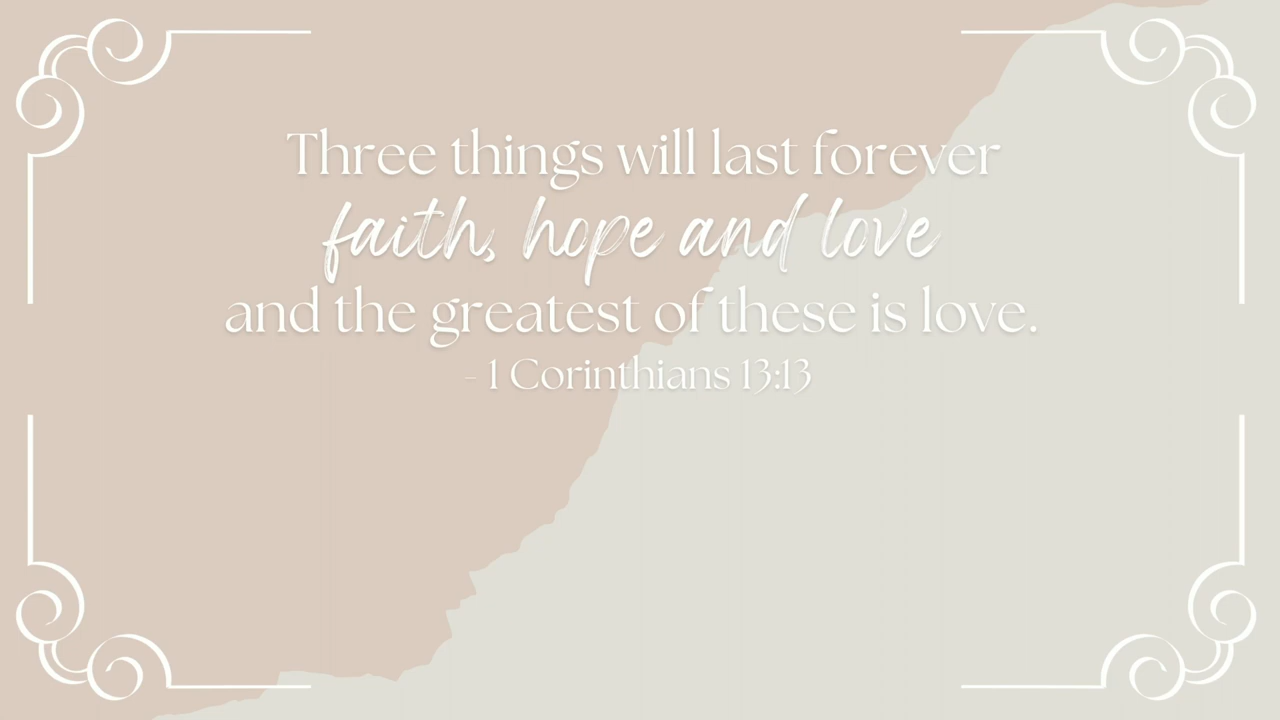 Three things will last forever
faith, hope and love
and the greatest of these is love.
- 1 Corinthians 13:13